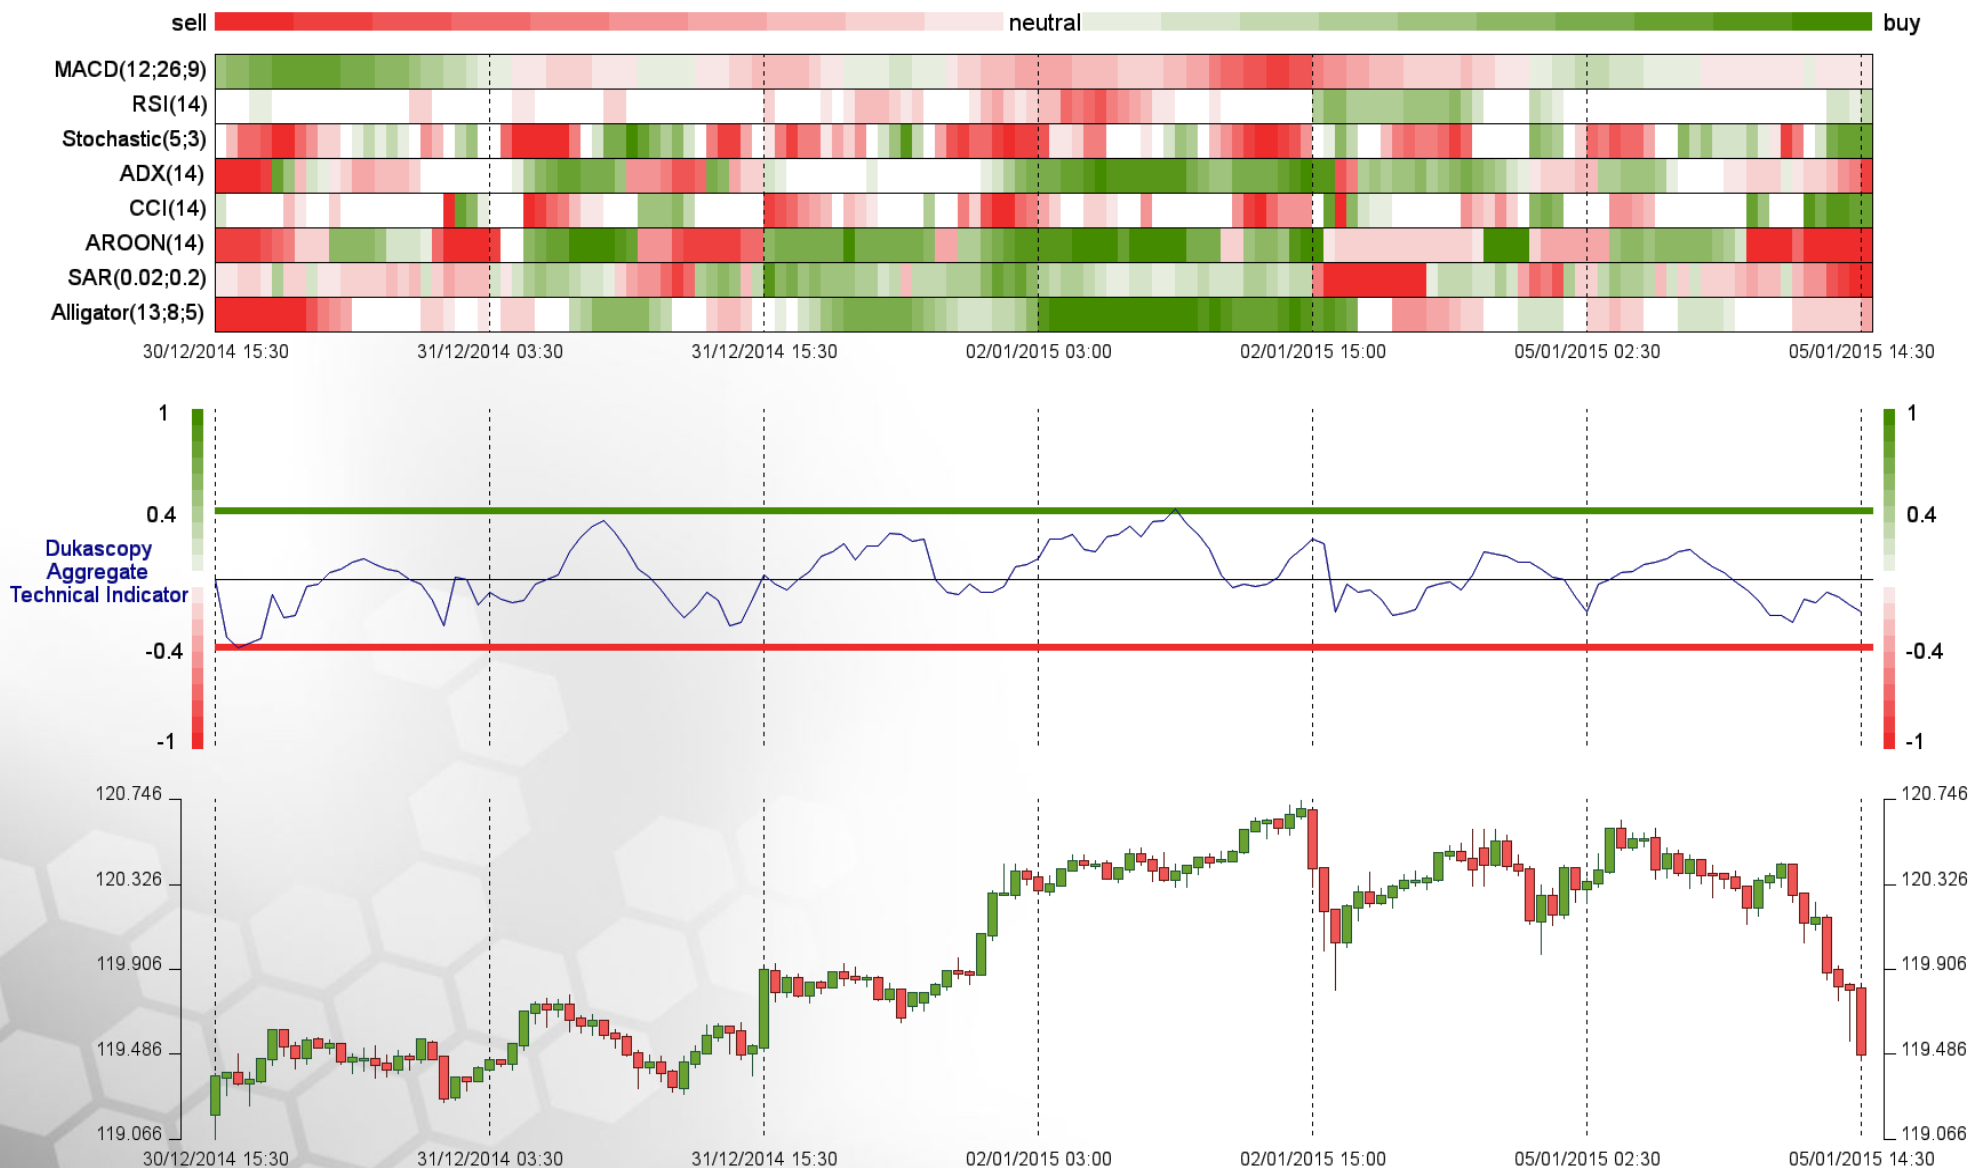 sell neutral buy
MACD(12;26;9)
RSI(14)
Stochastic(5;3)
ADX(14)
CCI(14)
AROON(14)
SAR(0.02;0.2)
Alligator(13;8;5)
30/12/2014 15:30 31/12/2014 03:30 31/12/2014 15:30 02/01/2015 03:00 02/01/2015 15:00 05/01/2015 02:30 05/01/2015 14:30
1 1
0.4 0.4
Dukascopy
Aggregate
Technical Indicator
-0.4 -0.4
-1 -1
120.746 120.746
120.326 120.326
119.906 119.906
119.486 119.486
119.066 119.066
30/12/2014 15:30 31/12/2014 03:30 31/12/2014 15:30 02/01/2015 03:00 02/01/2015 15:00 05/01/2015 02:30 05/01/2015 14:30